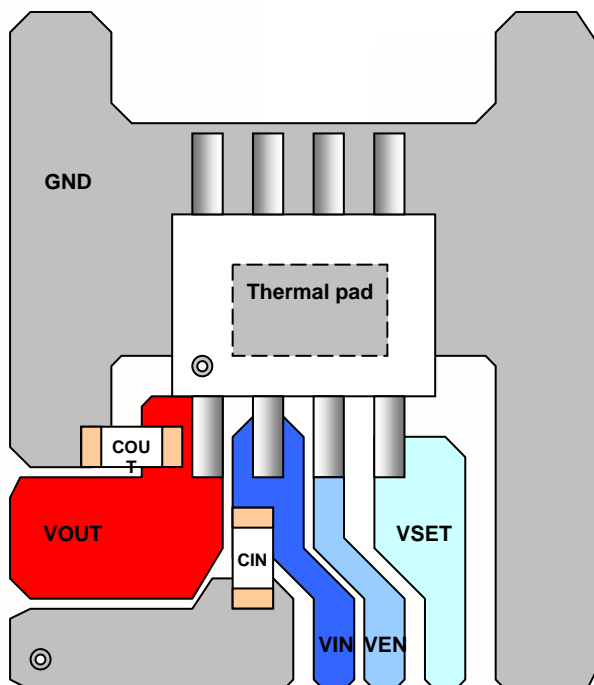 GND
Thermal pad
COU
T
VOUT
VSET
CIN
VIN
VEN